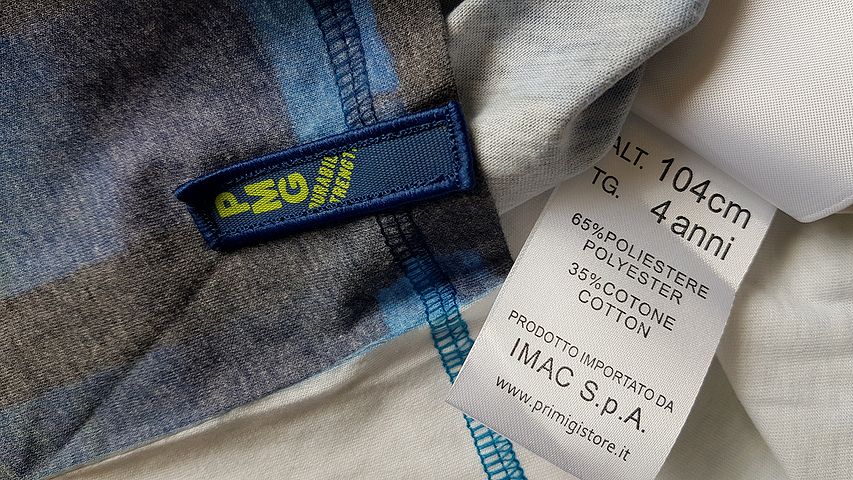 PMG
ALT. 104cm
TG. 4 anni
65%POLIESTERE
POLYESTER
35%COTONE
COTTON
PRODOTTO IMPORTATO DA
IMAC S.p.A.
www.primigistore.it